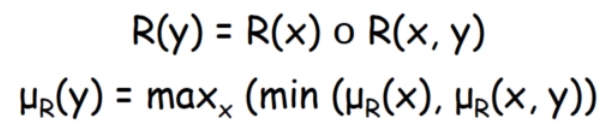 R(y) = R(x) o R(x, y)
μR(y) = maxx (min (μR(x), μR(x, y))